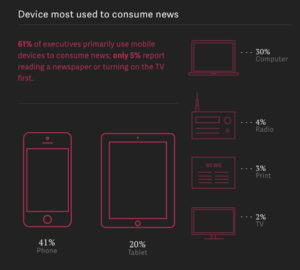 Device most used to consume news
61% of executives primarily use mobile
devices to consume news; only 5% report
reading a newspaper or turning on the TV
first.
30%
Computer
4%
Radio
NEWS
3%
Print
2%
TV
41%
Phone
20%
Tablet